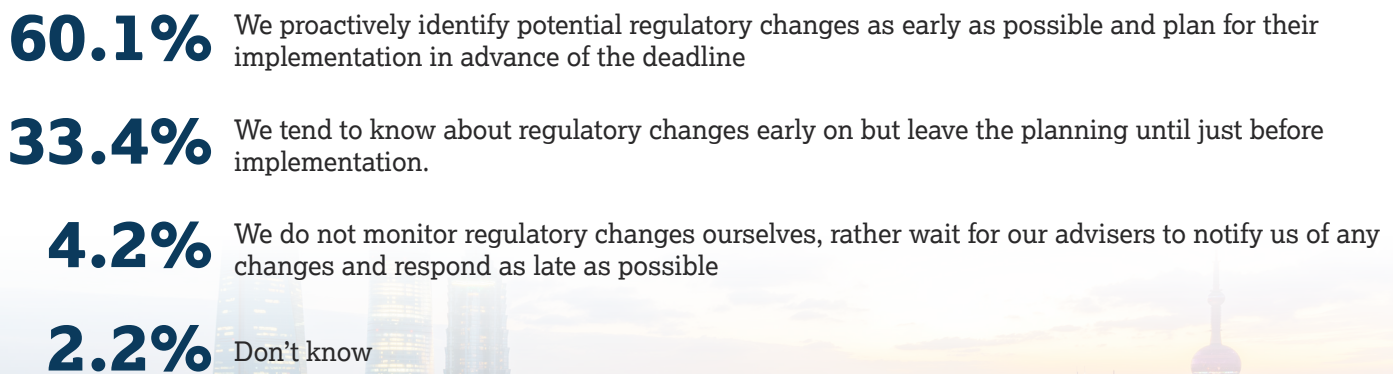 60.1%
We proactively identify potential regulatory changes as early as possible and plan for their
implementation in advance of the deadline
33.4%
We tend to know about regulatory changes early on but leave the planning until just before
implementation.
4.2%
We do not monitor regulatory changes ourselves, rather wait for our advisers to notify us of any
changes and respond as late as possible
2.2%
Don’t know